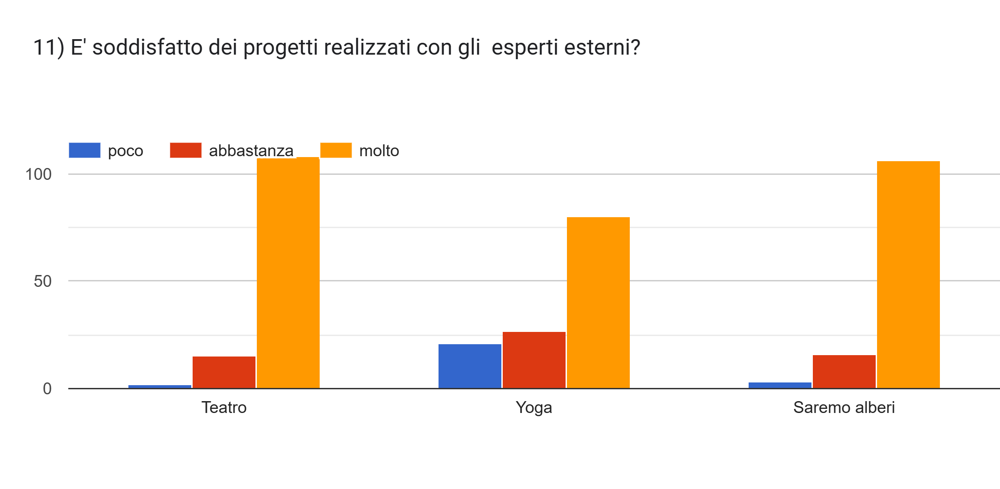 11) E' soddisfatto dei progetti realizzati con gli  esperti esterni?
poco abbastanza molto
100
50
0
Teatro Yoga Saremo alberi